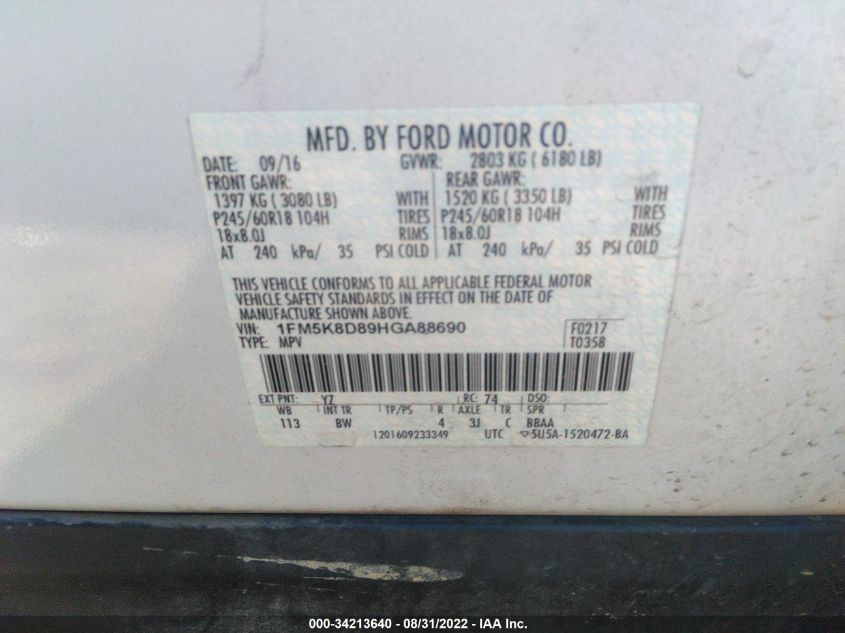 MFD. BY FORD MOTOR CO.
DATE: 09/16 GVWR: 2803 KG ( 6180 LB)
FRONT GAWR: REAR GAWR:
1397 KG ( 3080 LB) WITH 1520 KG ( 3350 LB) WITH
P245/60R18 104H TIRES P245/60R18 104H TIRES
18x8.0J RIMS 18x8.0J RIMS
AT 240 kPa/ 35 PSI COLD AT 240 kPa/ 35 PSI COLD
THIS VEHICLE CONFORMS TO ALL APPLICABLE FEDERAL MOTOR
VEHICLE SAFETY STANDARDS IN EFFECT ON THE DATE OF
MANUFACTURE SHOWN ABOVE.
VIN: 1FM5K8D89HGA88690 F0217
TYPE: MPV T0358
EXT PNT: YZ RC: 74 DSO:
WB INT TR TP/PS R AXLE TR SPR
113 BW 4 3J C BBAA
1201609233349 UTC ▽5U5A-1520472-BA
000-34213640 - 08/31/2022 - IAA Inc.